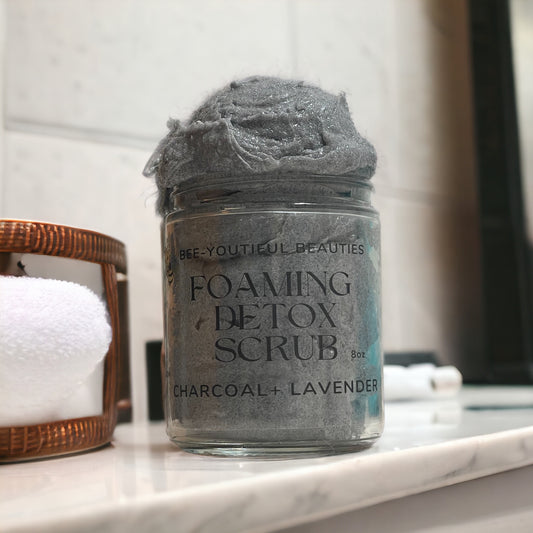 BEE-YOUTIFUL BEAUTIES
FOAMING
DETOX
SCRUB 8oz.
CHARCOAL+ LAVENDER